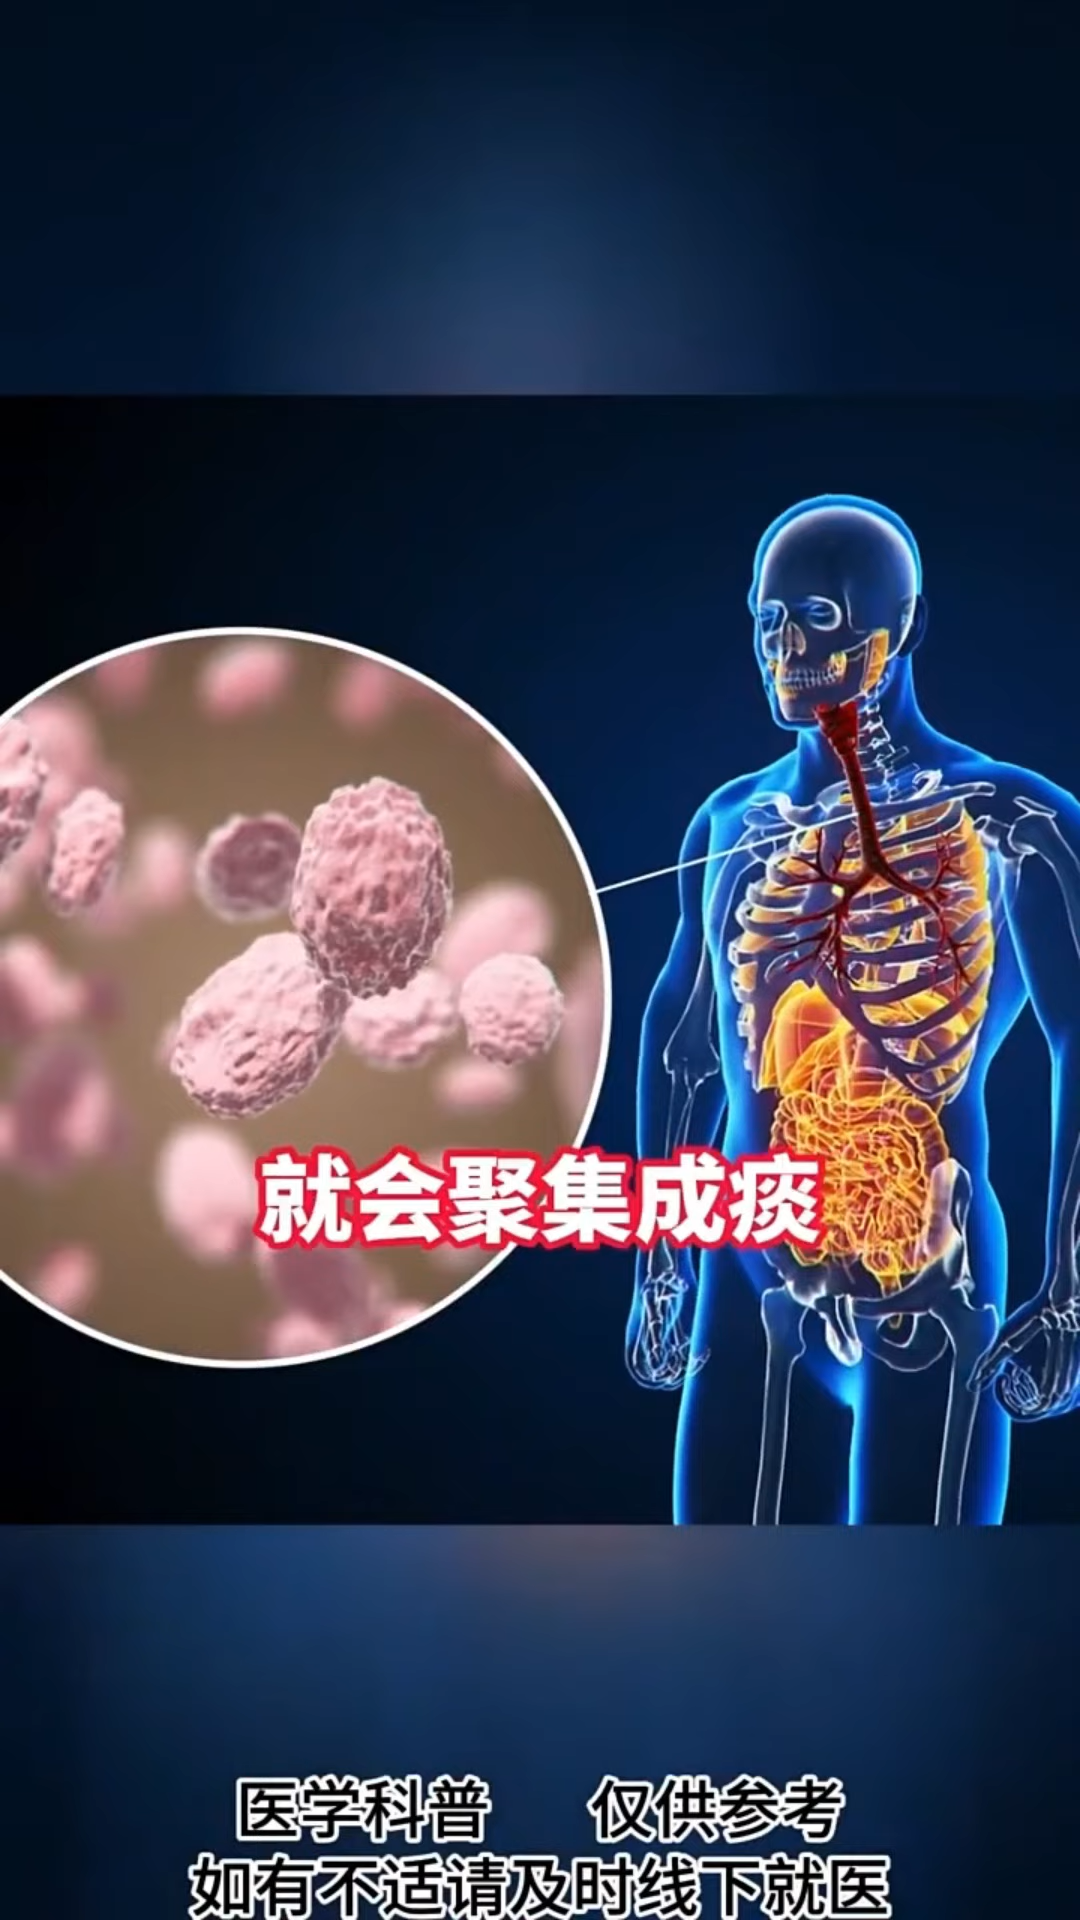 就会聚集成痰
医学科普 仅供参考
如有不适请及时线下就医